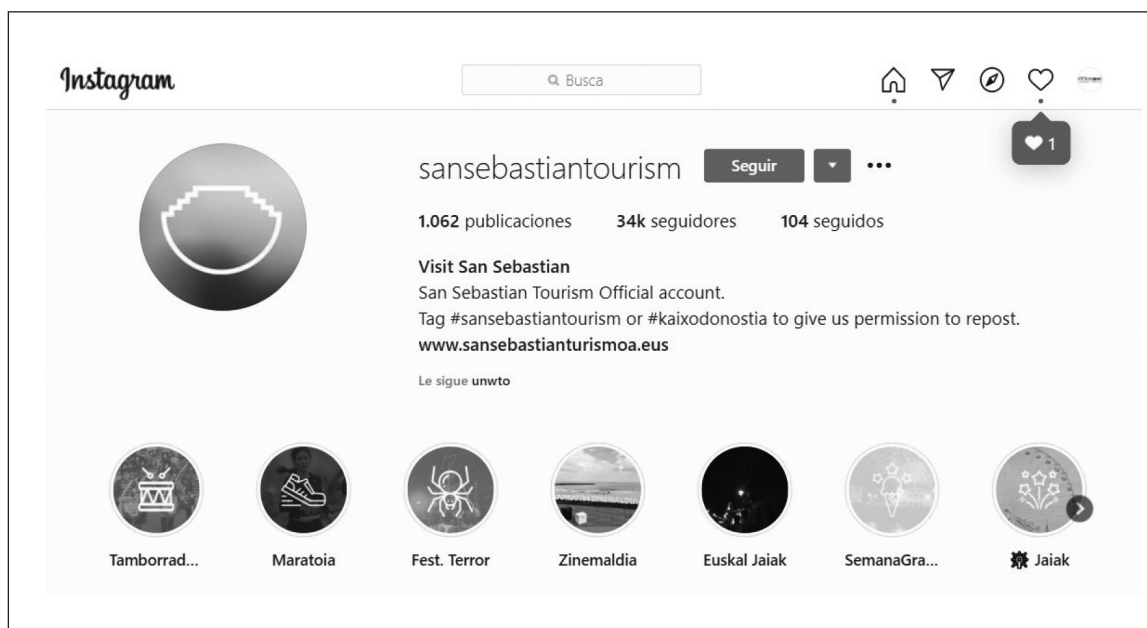 Instagram
Busca
1
sansebastiantourism Seguir
1.062 publicaciones 34k seguidores 104 seguidos
Visit San Sebastian
San Sebastian Tourism Official account.
Tag #sansebastiantourism or #kaixodonostia to give us permission to repost.
www.sansebastianturismoa.eus
Le sigue unwto
Tamborrad... Maratoia Fest. Terror Zinemaldia Euskal Jaiak SemanaGra... Jaiak